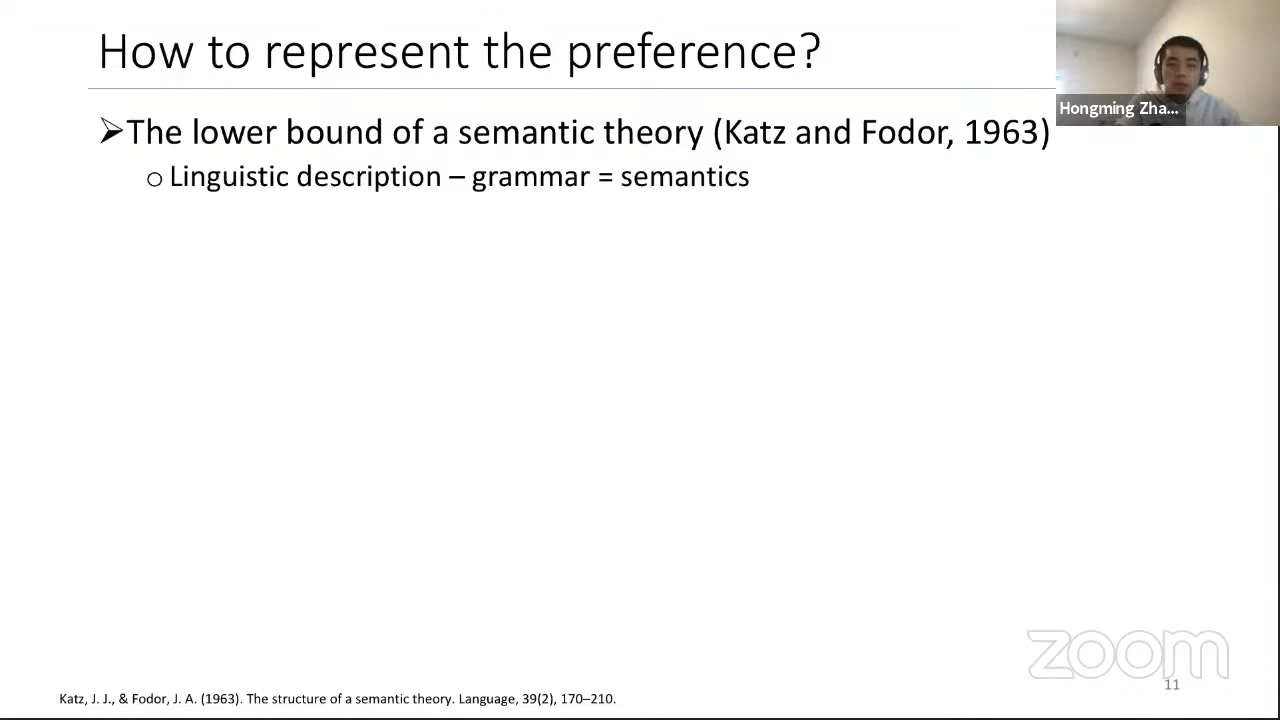 How to represent the preference?
Hongming Zha...
➢The lower bound of a semantic theory (Katz and Fodor, 1963)
o Linguistic description – grammar = semantics
zoom
11
Katz, J. J., & Fodor, J. A. (1963). The structure of a semantic theory. Language, 39(2), 170–210.